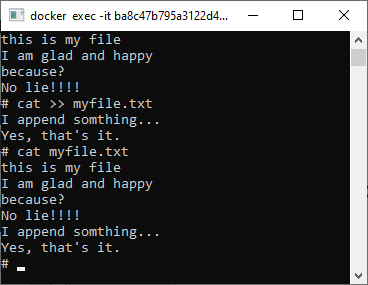 docker exec -it ba8c47b795a3122d4...
this is my file
I am glad and happy
because?
No lie!!!!
# cat >> myfile.txt
I append somthing...
Yes, that's it.
# cat myfile.txt
this is my file
I am glad and happy
because?
No lie!!!!
I append somthing...
Yes, that's it.
#